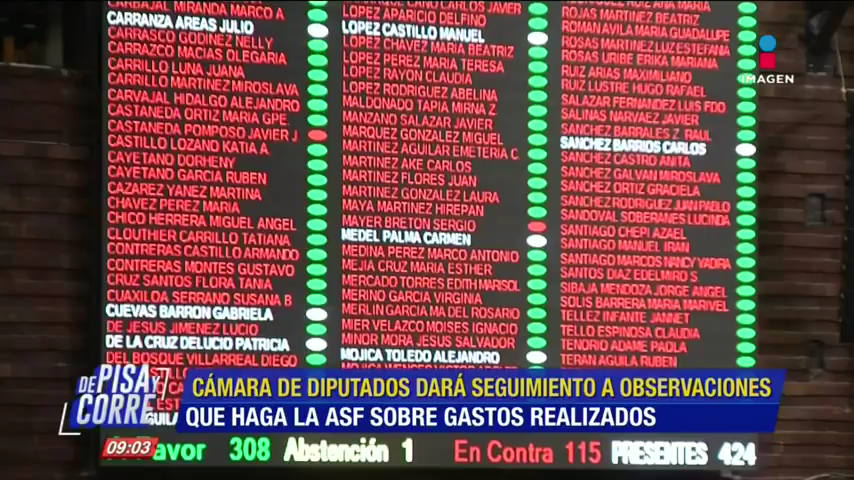 CARBAJAL MIRANDA MARCO A
CARRANZA AREAS JULIO
CARRASCO GODINEZ NELLY
CARRAZCO MACIAS OLEGARIA
CARRILLO LUNA JUANA
CARRILLO MARTINEZ MIROSLAVA
CARVAJAL HIDALGO ALEJANDRO
CASTANEDA ORTIZ MARIA GPE.
CASTANEDA POMPOSO JAVIER J
CASTILLO LOZANO KATIA A
CAYETANO DORHENY
CAYETANO GARCIA RUBEN
CAZAREZ YANEZ MARTINA
CHAVEZ PEREZ MARIA
CHICO HERRERA MIGUEL ANGEL
CLOUTHIER CARRILLO TATIANA
CONTRERAS CASTILLO ARMANDO
CONTRERAS MONTES GUSTAVO
CRUZ SANTOS FLORA TANIA
CUAXILOA SERRANO SUSANA B
CUEVAS BARRON GABRIELA
DE JESUS JIMENEZ LUCIO
DE LA CRUZ DELUCIO PATRICIA
DEL BOSQUE VILLAREAL DIEGO
LOPEZ APARICIO DELFINO
LOPEZ CASTILLO MANUEL
LOPEZ CHAVEZ MARIA BEATRIZ
LOPEZ PEREZ MARIA TERESA
LOPEZ RAYON CLAUDIA
LOPEZ RODRIGUEZ ABELINA
MALDONADO TAPIA MIRNA Z
MANZANO SALAZAR JAVIER
MARQUEZ GONZALEZ MIGUEL
MARTINEZ AGUILAR EMETERIA C.
MARTINEZ AKE CARLOS
MARTINEZ FLORES JUAN
MARTINEZ GONZALEZ LAURA
MAYA MARTINEZ HIREPAN
MAYER BRETON SERGIO
MEDEL PALMA CARMEN
MEDINA PEREZ MARCO ANTONIO
MEJIA CRUZ MARIA ESTHER
MERCADO TORRES EDITH MARISOL
MERINO GARCIA VIRGINIA
MERLIN GARCIA MA DEL ROSARIO
MIER VELAZCO MOISES IGNACIO
MINOR MORA JESUS SALVADOR
MOJICA TOLEDO ALEJANDRO
ROJAS MARTINEZ BEATRIZ
ROMAN AVILA MARIA GUADALUPE
ROSAS MARTINEZ LUZ ESTEFANA
ROSAS URIBE ERIKA MARIANA
RUIZ ARIAS MAXIMILIANO
RUIZ LUSTRE HUGO RAFAEL
SALAZAR FERNANDEZ LUIS FDO
SALINAS NARVAEZ JAVIER
SANCHEZ BARRALES Z. RAUL
SANCHEZ BARRIOS CARLOS
SANCHEZ CASTRO ANITA
SANCHEZ GALVAN MIROSLAVA
SANCHEZ ORTIZ GRACIELA
SANCHEZ RODRIGUEZ JUAN PABLO
SANDOVAL SOBERANES LUCINDA
SANTIAGO CHEPI AZAEL
SANTIAGO MANUEL IRAN
SANTIAGO MARCOS NANCY YADIRA
SANTOS DIAZ EDELMIRO S
SIBAJA MENDOZA JORGE ANGEL
SOLIS BARRERA MARIA MARIVEL
TELLEZ INFANTE JANNET
TELLO ESPINOSA CLAUDIA
TENORIO ADAME PAOLA
TERAN AGUILA RUBEN
IMAGEN
DE PISA Y CORRE
CÁMARA DE DIPUTADOS DARÁ SEGUIMIENTO A OBSERVACIONES
QUE HAGA LA ASF SOBRE GASTOS REALIZADOS
09:03
308 Abstención 1 En Contra 115 PRESENTES 424